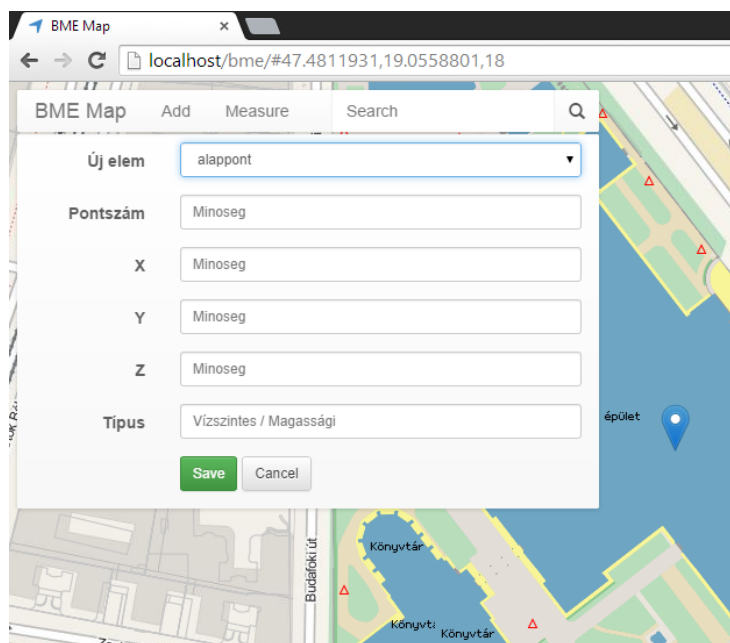 BME Map
localhost/bme/#47.4811931,19.0558801,18
BME Map Add Measure Search
Új elem alappont
Pontszám Minoseg
X Minoseg
Y Minoseg
Z Minoseg
Típus Vízszintes / Magassági
Save Cancel
épület
Könyvtár
Budafoki út
Könyvt
Könyvtár